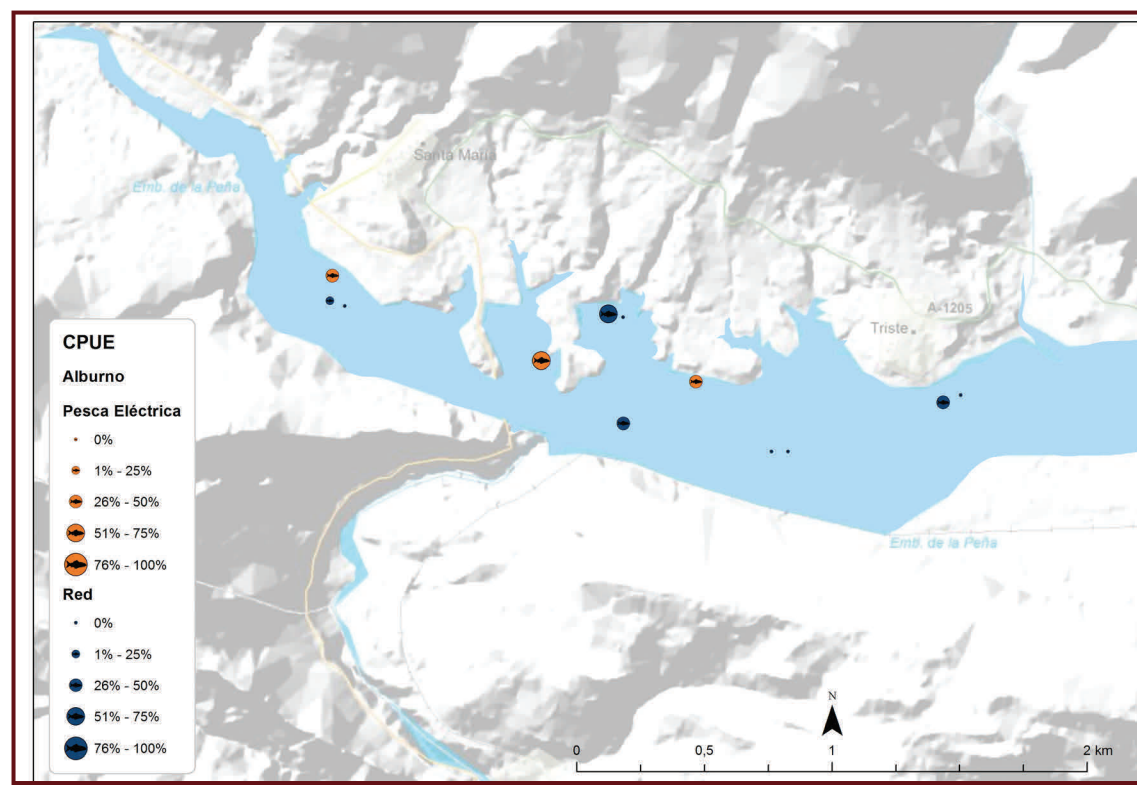 Santa María
Emb. de la Peña
A-1205
Triste
CPUE
Alburno
Pesca Eléctrica
0%
1% - 25%
26% - 50%
51% - 75%
76% - 100%
Red
0%
1% - 25%
26% - 50%
51% - 75%
76% - 100%
Emb. de la Peña
N
0 0,5 1 2 km